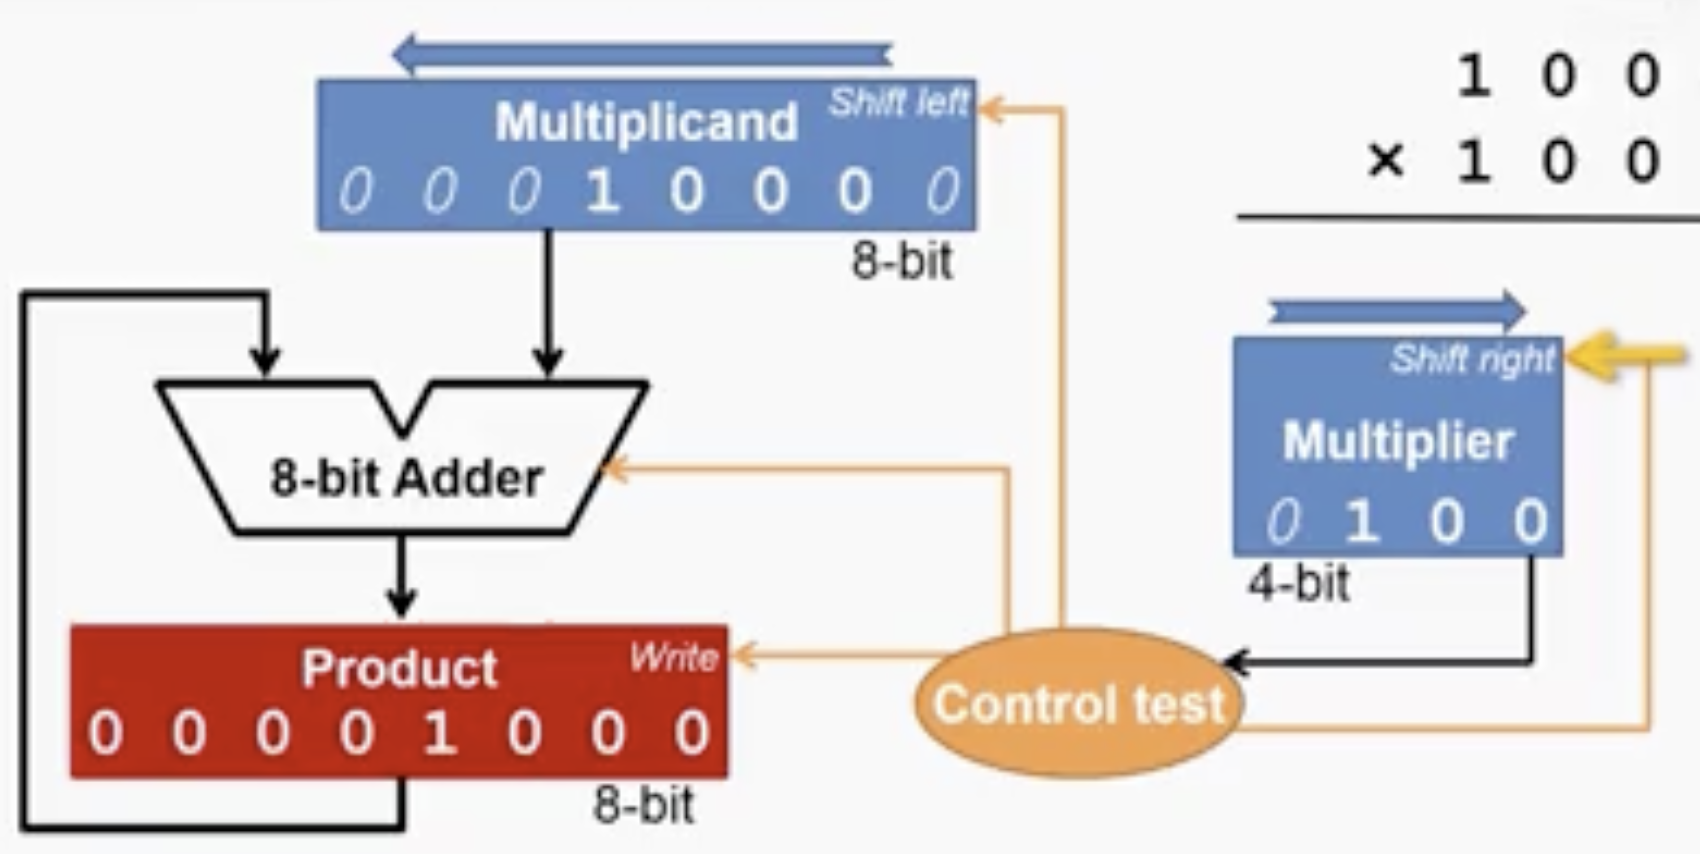 Shift left
Multiplicand
0 0 0 1 0 0 0 0
8-bit
1 0 0
× 1 0 0
Shift right
Multiplier
0 1 0 0
4-bit
8-bit Adder
Product
Write
0 0 0 0 1 0 0 0
8-bit
Control test